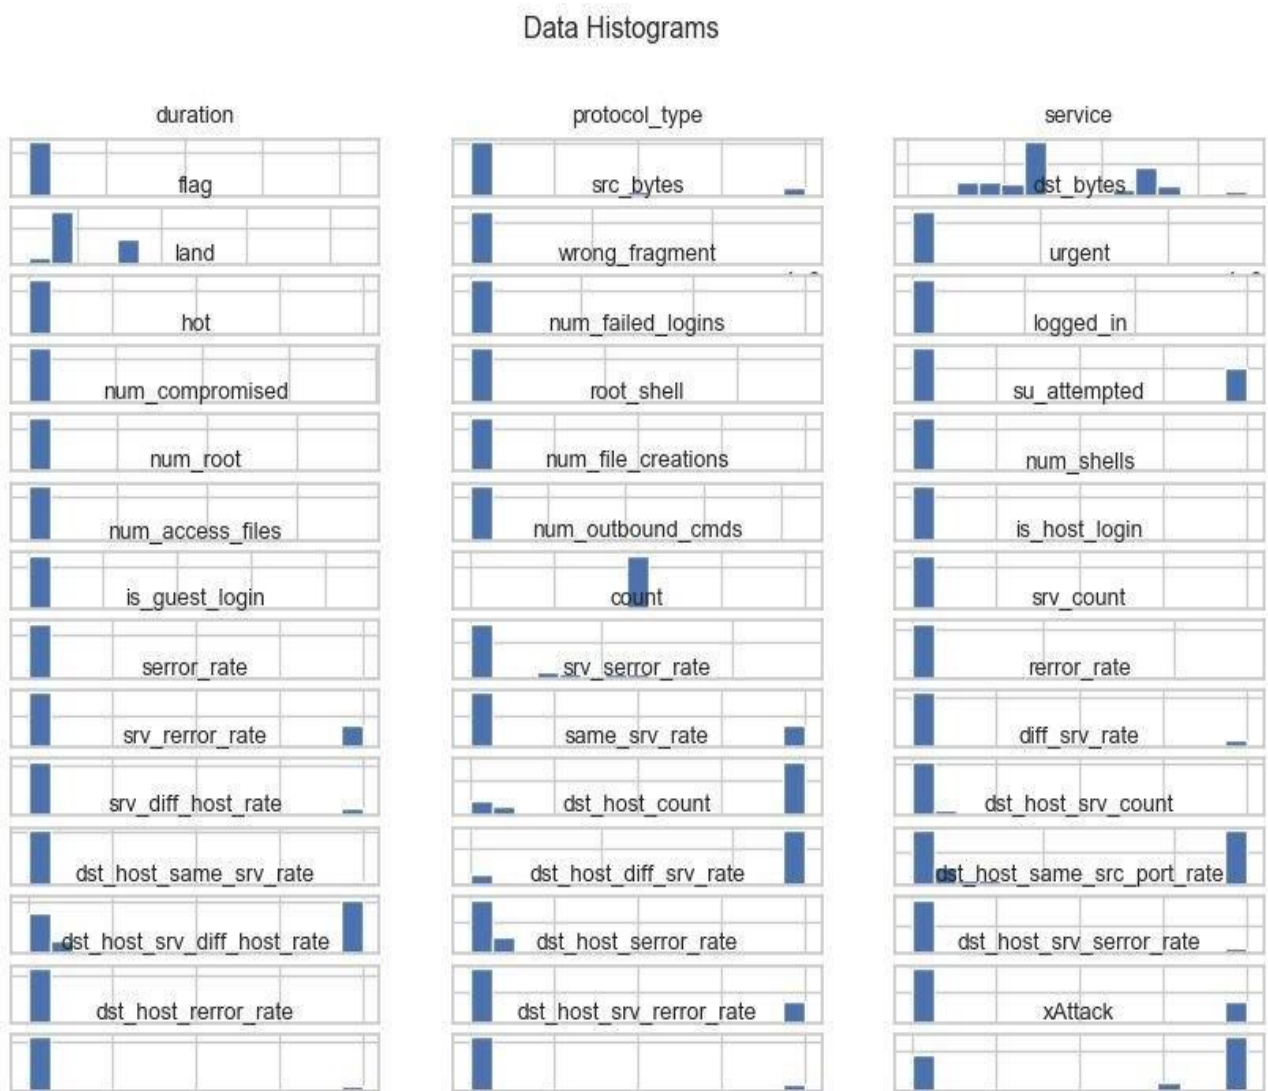 Data Histograms
duration protocol_type service
flag src_bytes dst_bytes
land wrong_fragment urgent
hot num_failed_logins logged_in
num_compromised root_shell su_attempted
num_root num_file_creations num_shells
num_access_files num_outbound_cmds is_host_login
is_guest_login count srv_count
serror_rate srv_serror_rate rerror_rate
srv_rerror_rate same_srv_rate diff_srv_rate
srv_diff_host_rate dst_host_count dst_host_srv_count
dst_host_same_srv_rate dst_host_diff_srv_rate dst_host_same_src_port_rate
dst_host_srv_diff_host_rate dst_host_serror_rate dst_host_srv_serror_rate
dst_host_rerror_rate dst_host_srv_rerror_rate xAttack